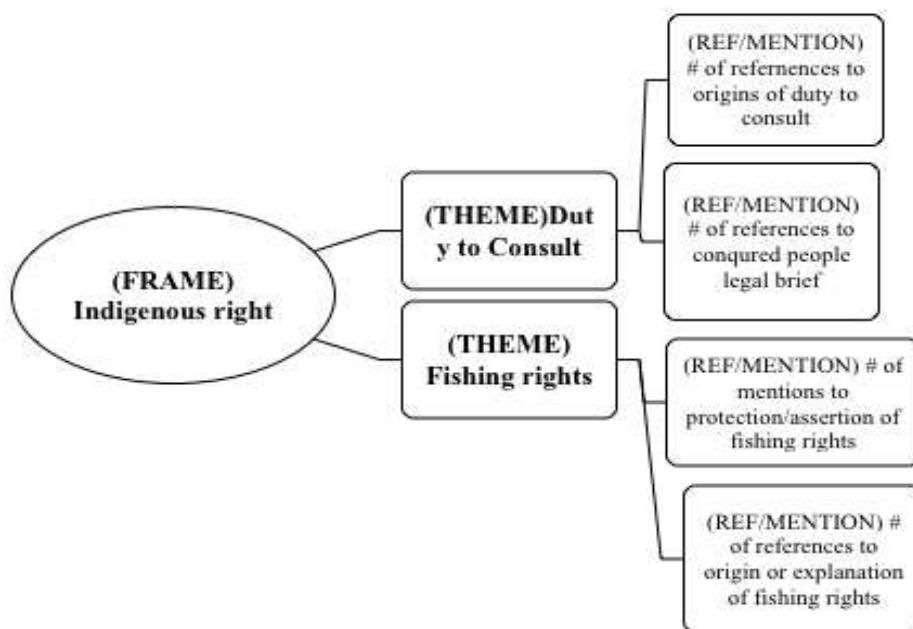 (FRAME)
Indigenous right
(THEME)Dut
y to Consult
(REF/MENTION)
# of refernences to
origins of duty to
consult
(REF/MENTION)
# of references to
conqured people
legal brief
(THEME)
Fishing rights
(REF/MENTION) # of
mentions to
protection/assertion of
fishing rights
(REF/MENTION) #
of references to
origin or explanation
of fishing rights